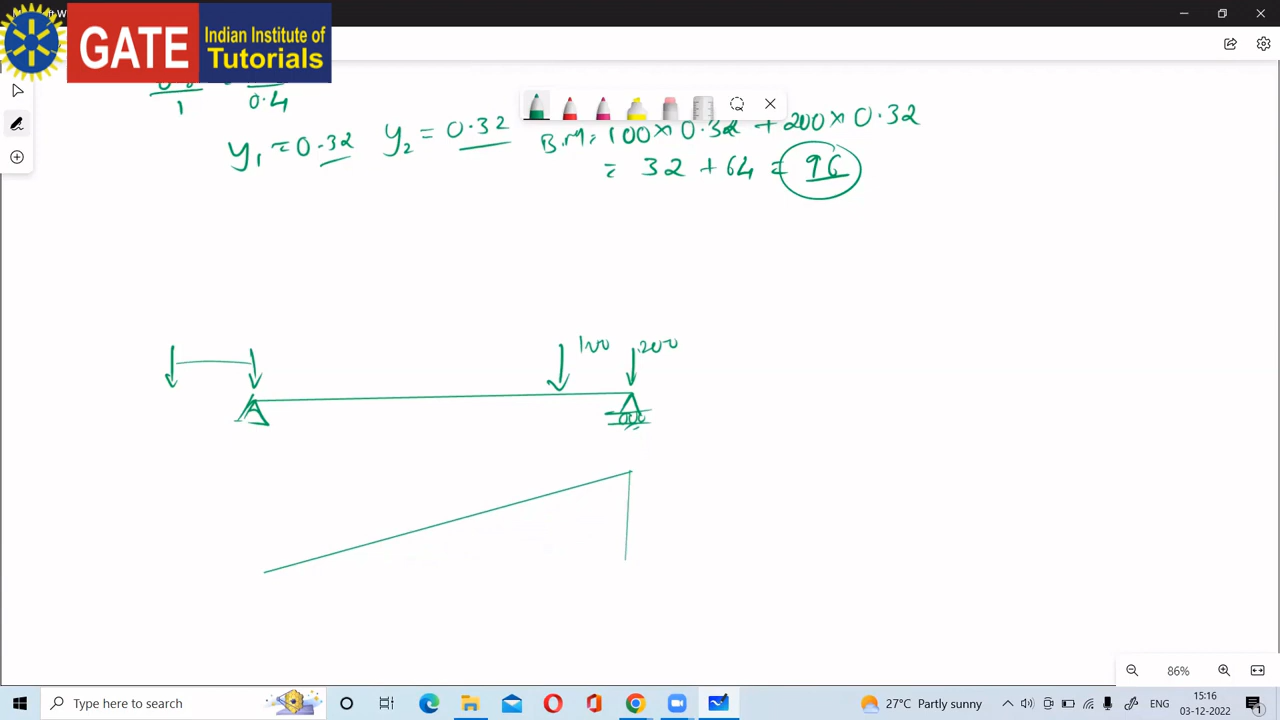 GATE Indian Institute of
Tutorials
1 0.4
y₁ = 0.32 y₂ = 0.32 B.M = 100 × 0.32 + 200 × 0.32
= 32 + 64 = 96
100 200
86%
Type here to search
27°C Partly sunny
ENG
15:16
03-12-2022